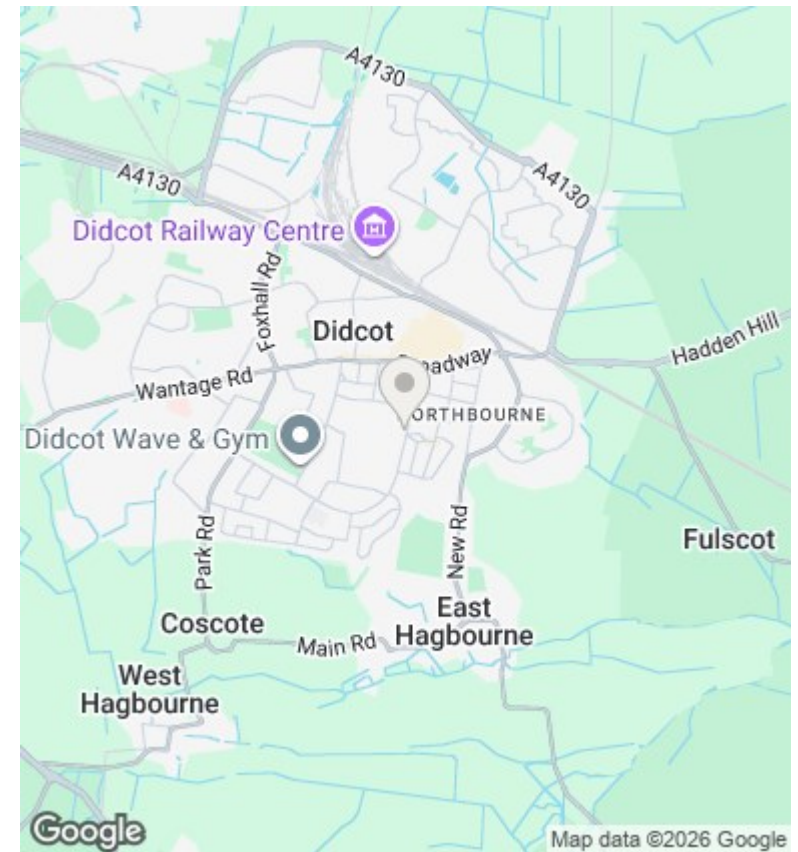 A4130
A4130
A4130
Didcot Railway Centre
Foxhall Rd
Didcot
Hadden Hill
Wantage Rd
ORTHBOURNE
Didcot Wave & Gym
Park Rd
New Rd
Fulscot
Coscote
East
Hagbourne
Main Rd
West
Hagbourne
Google
Map data ©2026 Google